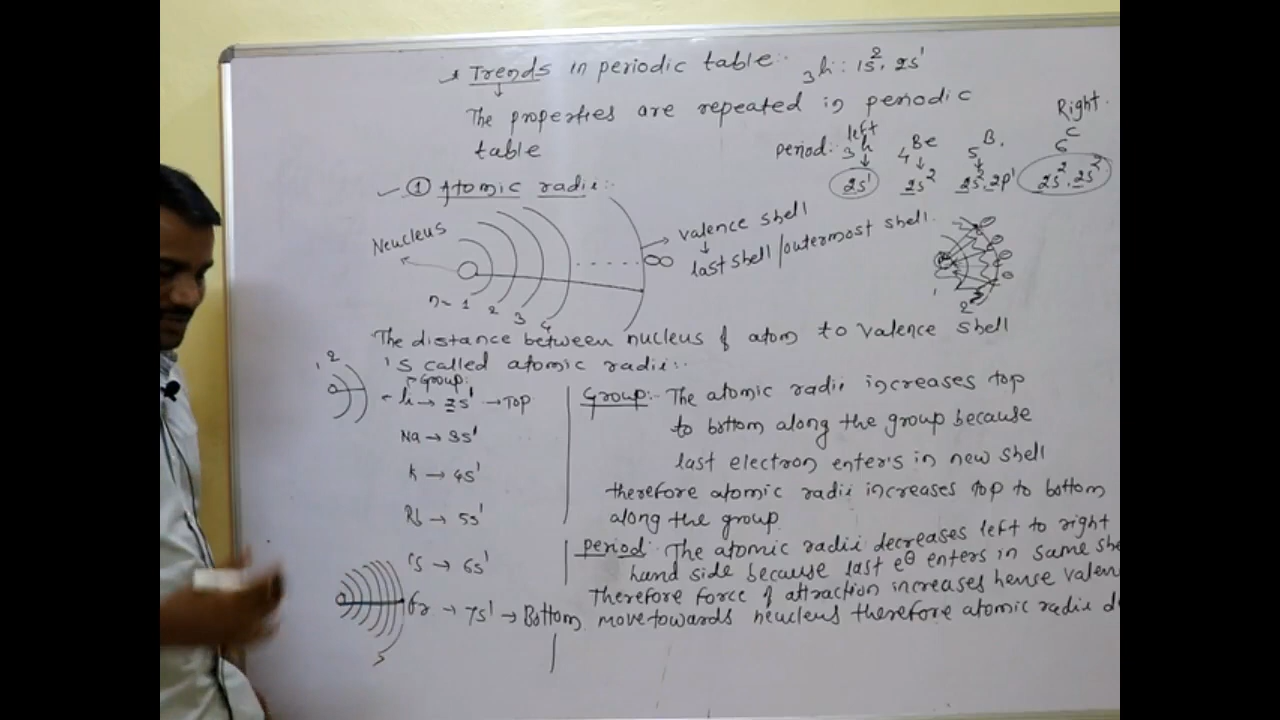 Trends in periodic table:- ₃li: 1s², 2s¹
The properties are repeated in periodic
table
Right.
period: left
₃li ₄Be ₅B. ₆C
2s¹ 2s² 2s² 2p¹ 2s², 2s²
① Atomic radii:-
Neucleus
valence shell
last shell/outermost shell
n= 1 2 3 4
1 2
The distance between nucleus of atom to valence shell
is called atomic radii:-
1, 2
Group:
li → 2s¹ → Top
Na → 3s¹
K → 4s¹
Rb → 5s¹
Cs → 6s¹
Fr → 7s¹ → Bottom
Group:- The atomic radii increases top
to bottom along the group because
last electron enter's in new shell
therefore atomic radii increases top to bottom
along the group
period: The atomic radii decreases left to right
hand side because last e⊖ enters in same she
Therefore force of attraction increases hense valen
move towards neucleus therefore atomic radii d